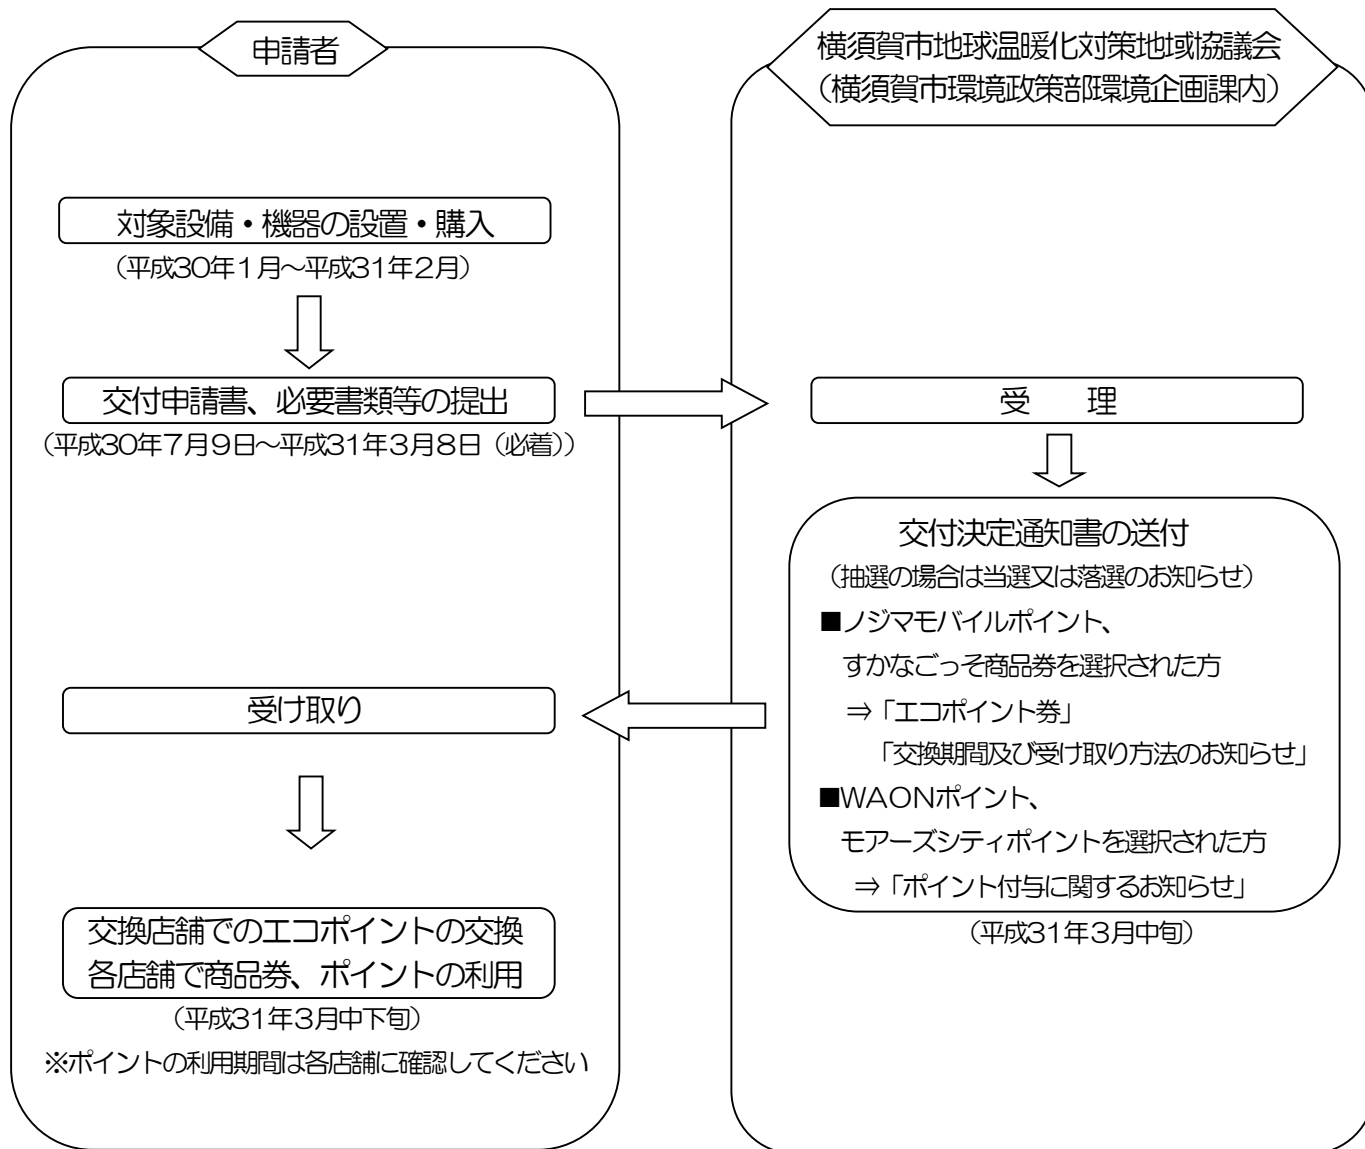 申請者
対象設備・機器の設置・購入
（平成30年１月～平成31年２月）
交付申請書、必要書類等の提出
（平成30年７月９日～平成31年３月８日（必着））
受け取り
交換店舗でのエコポイントの交換
各店舗で商品券、ポイントの利用
（平成31年３月中下旬）
※ポイントの利用期間は各店舗に確認してください
横須賀市地球温暖化対策地域協議会
（横須賀市環境政策部環境企画課内）
受　理
交付決定通知書の送付
（抽選の場合は当選又は落選のお知らせ）
■ノジマモバイルポイント、
すかなごっそ商品券を選択された方
⇒「エコポイント券」
「交換期間及び受け取り方法のお知らせ」
■ＷＡＯＮポイント、
モアーズシティポイントを選択された方
⇒「ポイント付与に関するお知らせ」
（平成31年３月中旬）